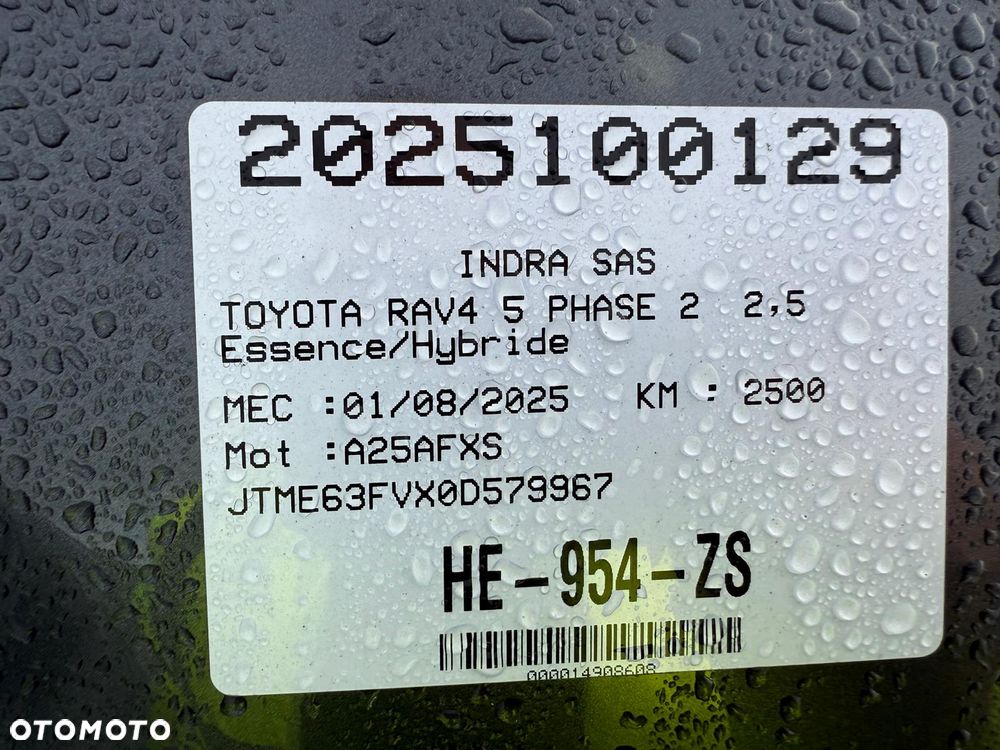 2025100129
INDRA SAS
TOYOTA RAV4 5 PHASE 2 2,5
Essence/Hybride
MEC :01/08/2025 KM : 2500
Mot :A25AFXS
JTME63FVX0D579967
HE-954-ZS
000014908608
OTOMOTO